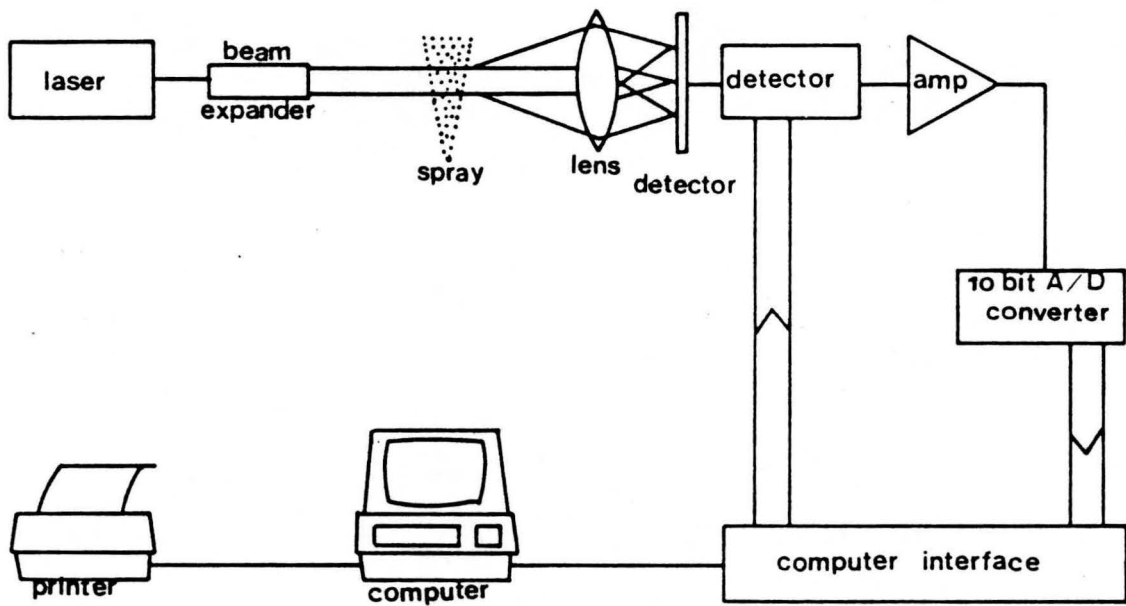 laser
beam
expander
spray
lens
detector
detector
amp
10 bit A/D
converter
printer
computer
computer interface